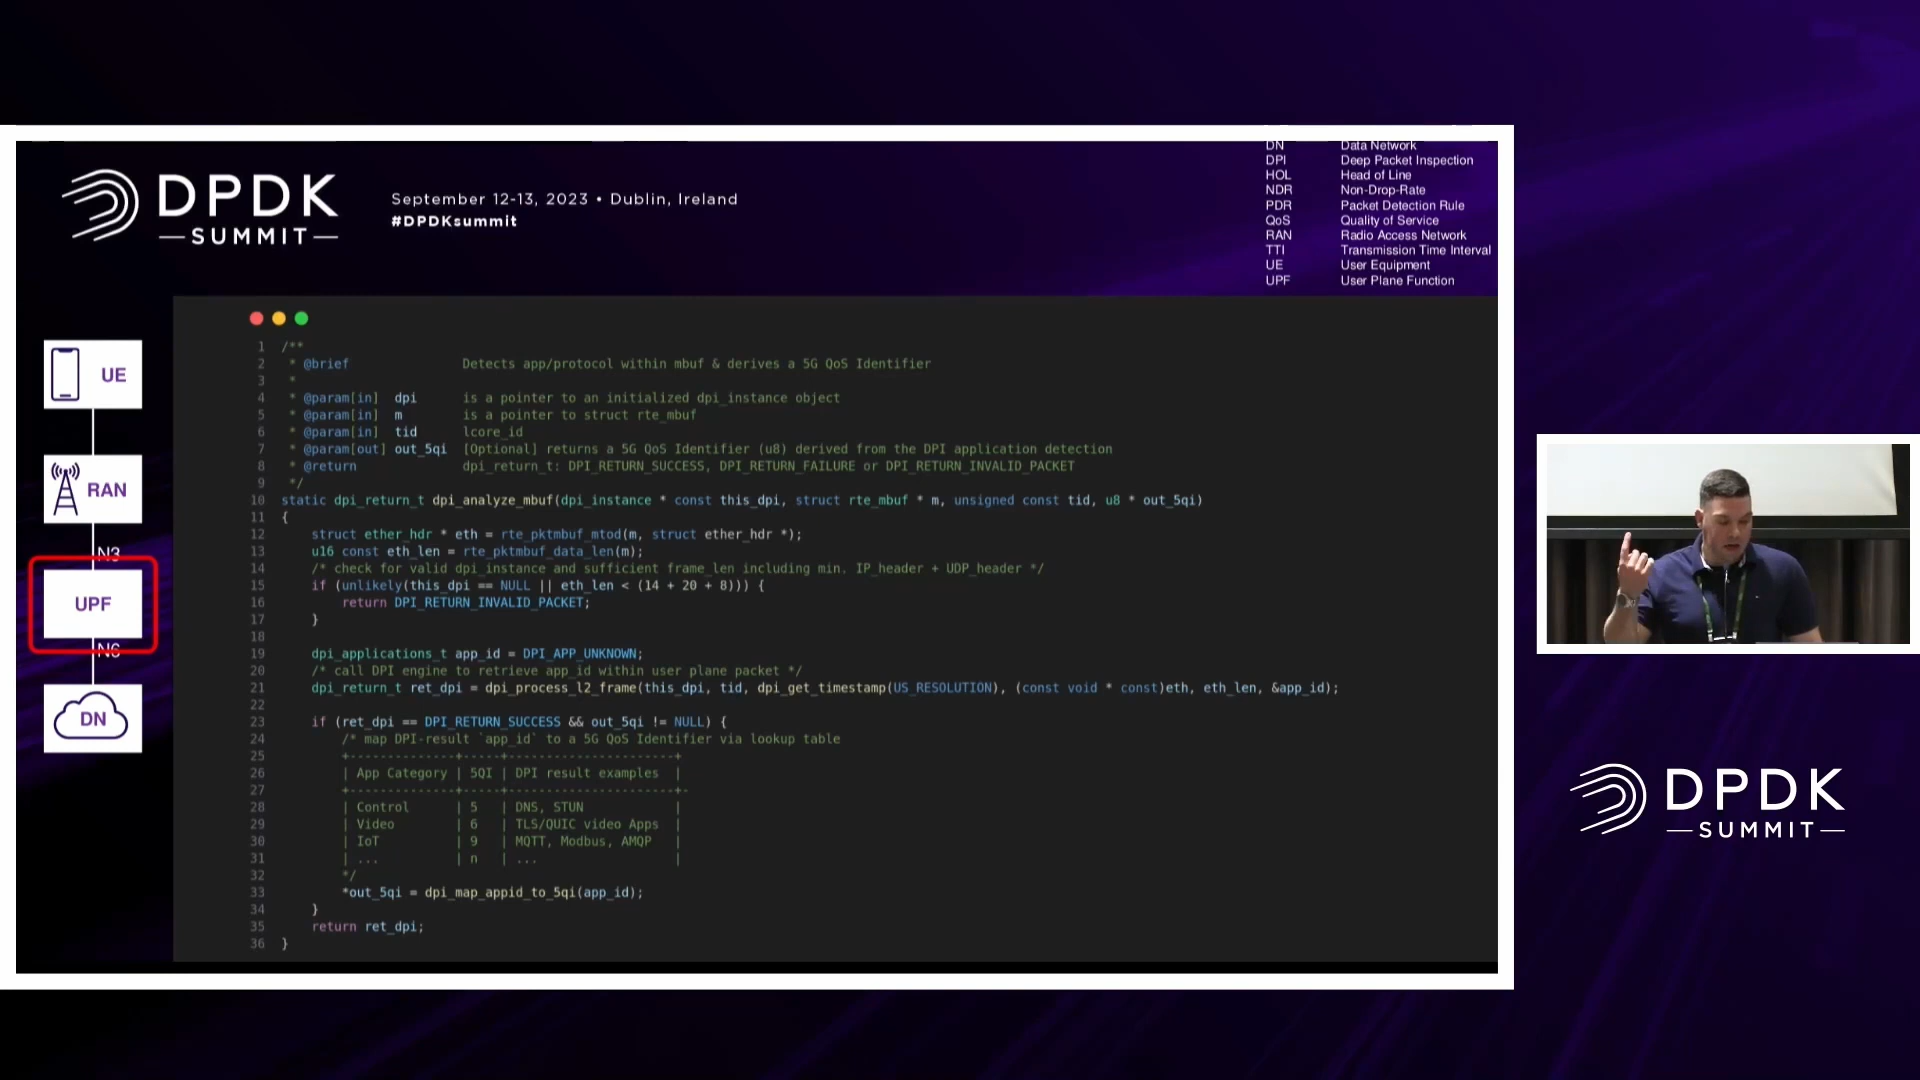 DPDK
SUMMIT
September 12-13, 2023 • Dublin, Ireland
#DPDKsummit
DN Data Network
DPI Deep Packet Inspection
HOL Head of Line
NDR Non-Drop-Rate
PDR Packet Detection Rule
QoS Quality of Service
RAN Radio Access Network
TTI Transmission Time Interval
UE User Equipment
UPF User Plane Function
UE
RAN
N3
UPF
N6
DN
1 /**
2 * @brief Detects app/protocol within mbuf & derives a 5G QoS Identifier
3 *
4 * @param[in] dpi is a pointer to an initialized dpi_instance object
5 * @param[in] m is a pointer to struct rte_mbuf
6 * @param[in] tid lcore_id
7 * @param[out] out_5qi [Optional] returns a 5G QoS Identifier (u8) derived from the DPI application detection
8 * @return dpi_return_t: DPI_RETURN_SUCCESS, DPI_RETURN_FAILURE or DPI_RETURN_INVALID_PACKET
9 */
10 static dpi_return_t dpi_analyze_mbuf(dpi_instance * const this_dpi, struct rte_mbuf * m, unsigned const tid, u8 * out_5qi)
11 {
12 struct ether_hdr * eth = rte_pktmbuf_mtod(m, struct ether_hdr *);
13 u16 const eth_len = rte_pktmbuf_data_len(m);
14 /* check for valid dpi_instance and sufficient frame_len including min. IP_header + UDP_header */
15 if (unlikely(this_dpi == NULL || eth_len < (14 + 20 + 8))) {
16 return DPI_RETURN_INVALID_PACKET;
17 }
18
19 dpi_applications_t app_id = DPI_APP_UNKNOWN;
20 /* call DPI engine to retrieve app_id within user plane packet */
21 dpi_return_t ret_dpi = dpi_process_l2_frame(this_dpi, tid, dpi_get_timestamp(US_RESOLUTION), (const void * const)eth, eth_len, &app_id);
22
23 if (ret_dpi == DPI_RETURN_SUCCESS && out_5qi != NULL) {
24 /* map DPI-result `app_id` to a 5G QoS Identifier via lookup table
25 +--------------+-----+----------------------+
26 | App Category | 5QI | DPI result examples |
27 +--------------+-----+----------------------+-
28 | Control | 5 | DNS, STUN |
29 | Video | 6 | TLS/QUIC video Apps |
30 | IoT | 9 | MQTT, Modbus, AMQP |
31 | ... | n | ... |
32 */
33 *out_5qi = dpi_map_appid_to_5qi(app_id);
34 }
35 return ret_dpi;
36 }
DPDK
SUMMIT